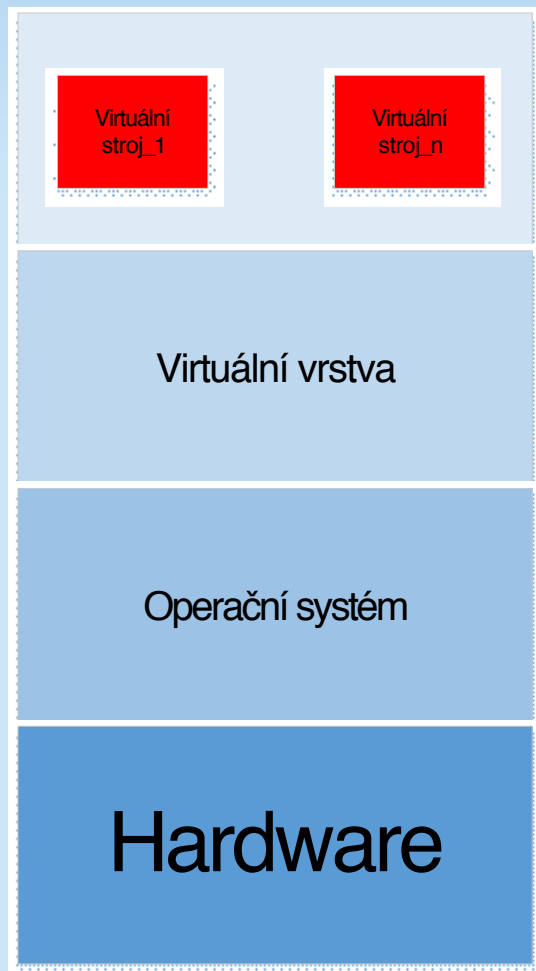 Virtuální
stroj_1
Virtuální
stroj_n
Virtuální vrstva
Operační systém
Hardware